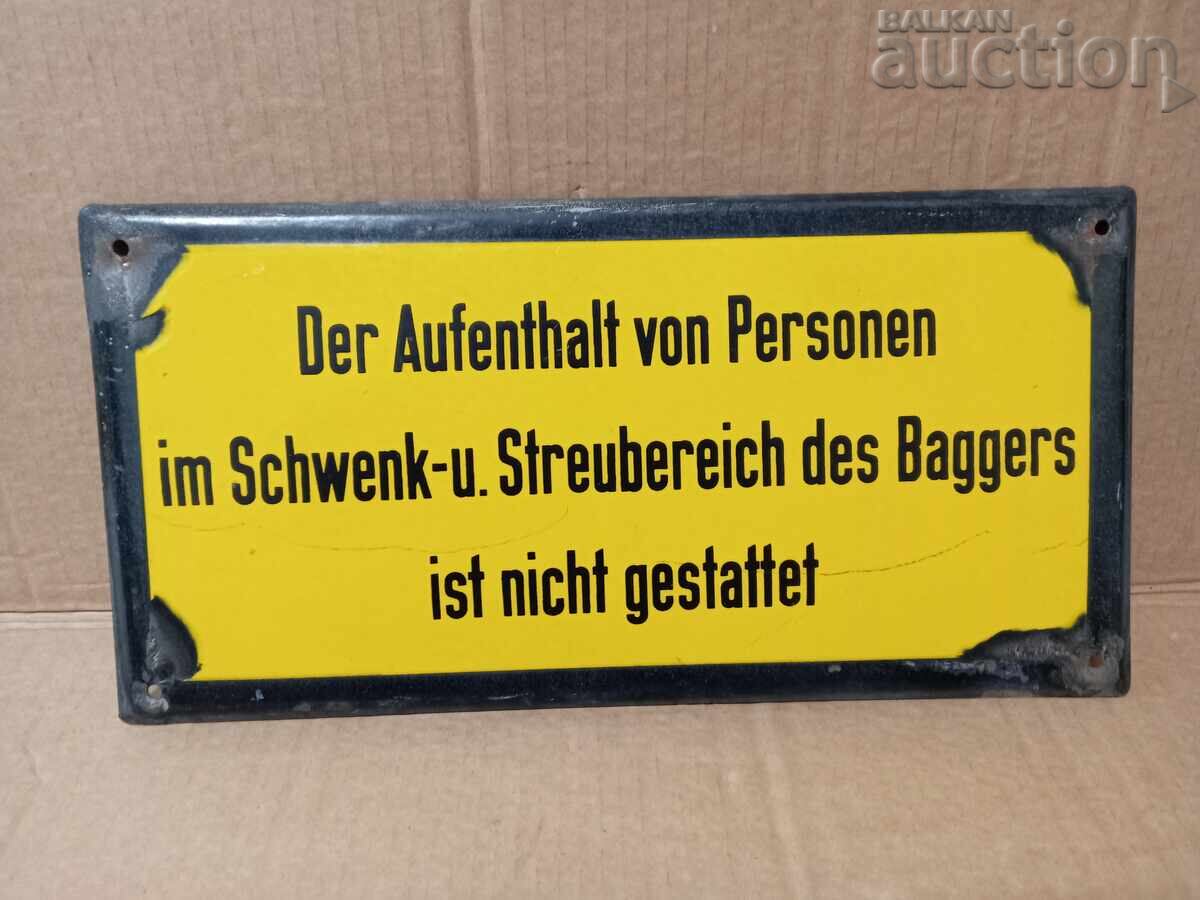 BALKAN
auction
Der Aufenthalt von Personen
im Schwenk-u. Streubereich des Baggers
ist nicht gestattet